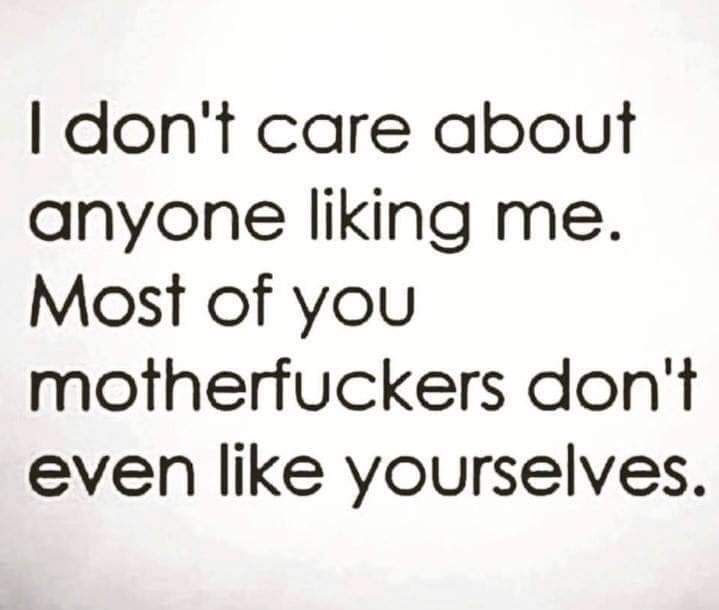 I don't care about
anyone liking me.
Most of you
motherfuckers don't
even like yourselves.